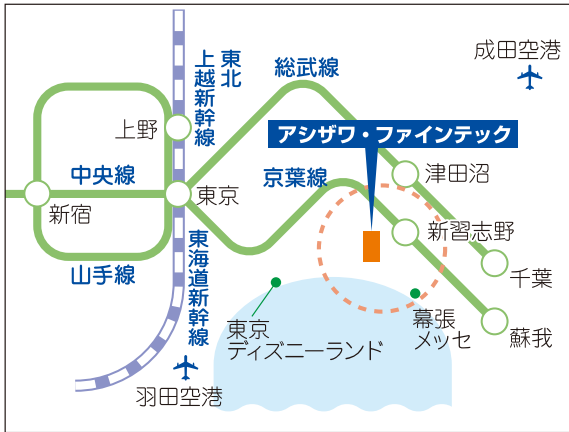 成田空港
東北
上越新幹線
総武線
アシザワ・ファインテック
上野
中央線
京葉線
津田沼
新宿
東京
新習志野
山手線
東海道新幹線
千葉
東京
ディズニーランド
幕張
メッセ
蘇我
羽田空港